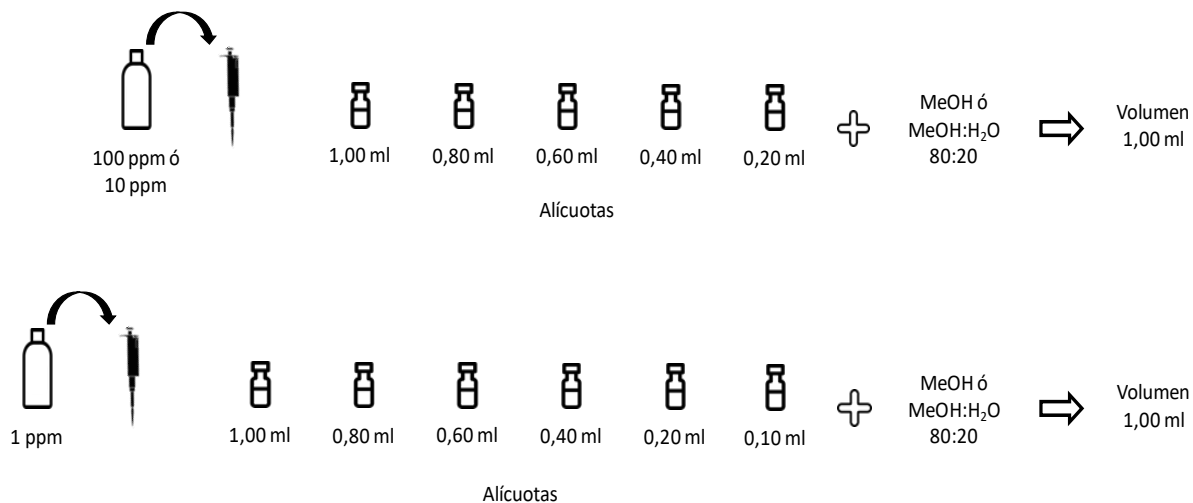 100 ppm ó
10 ppm
1,00 ml
0,80 ml
0,60 ml
0,40 ml
0,20 ml
Alícuotas
MeOH ó
MeOH:H₂O
80:20
Volumen
1,00 ml
1 ppm
1,00 ml
0,80 ml
0,60 ml
0,40 ml
0,20 ml
0,10 ml
Alícuotas
MeOH ó
MeOH:H₂O
80:20
Volumen
1,00 ml